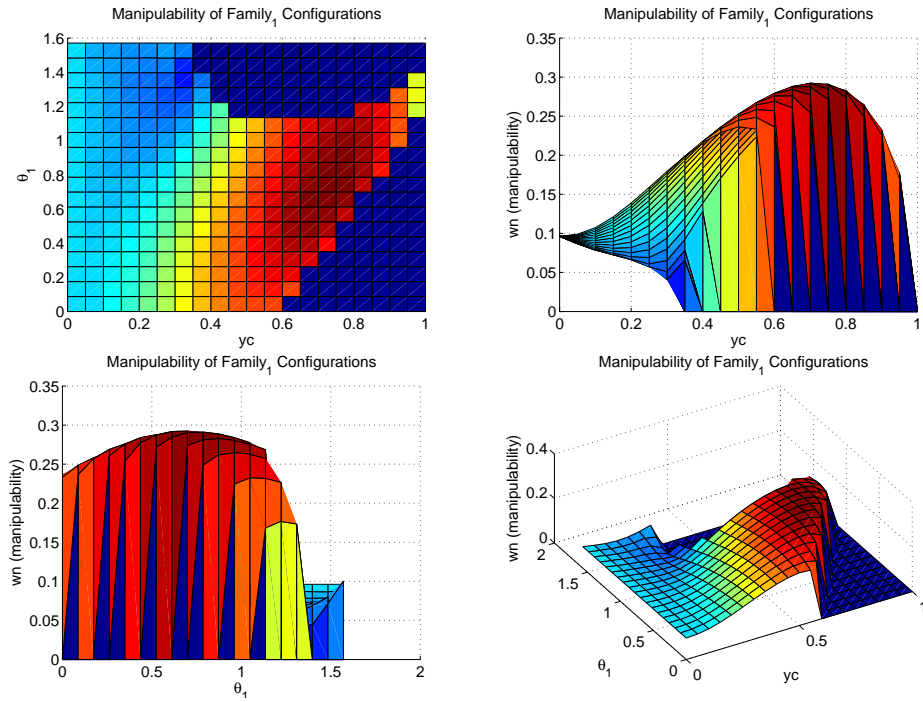 Manipulability of Family₁ Configurations
1.6
1.4
1.2
1
0.8
0.6
0.4
0.2
0
θ₁
0 0.2 0.4 0.6 0.8 1
yc
Manipulability of Family₁ Configurations
0.35
0.3
0.25
0.2
0.15
0.1
0.05
0
wn (manipulability)
0 0.2 0.4 0.6 0.8 1
yc
Manipulability of Family₁ Configurations
0.35
0.3
0.25
0.2
0.15
0.1
0.05
0
wn (manipulability)
0 0.5 1 1.5 2
θ₁
Manipulability of Family₁ Configurations
0.4
0.2
0
wn (manipulability)
2
1.5
1
0.5
0
θ₁
0
0.5
1
yc